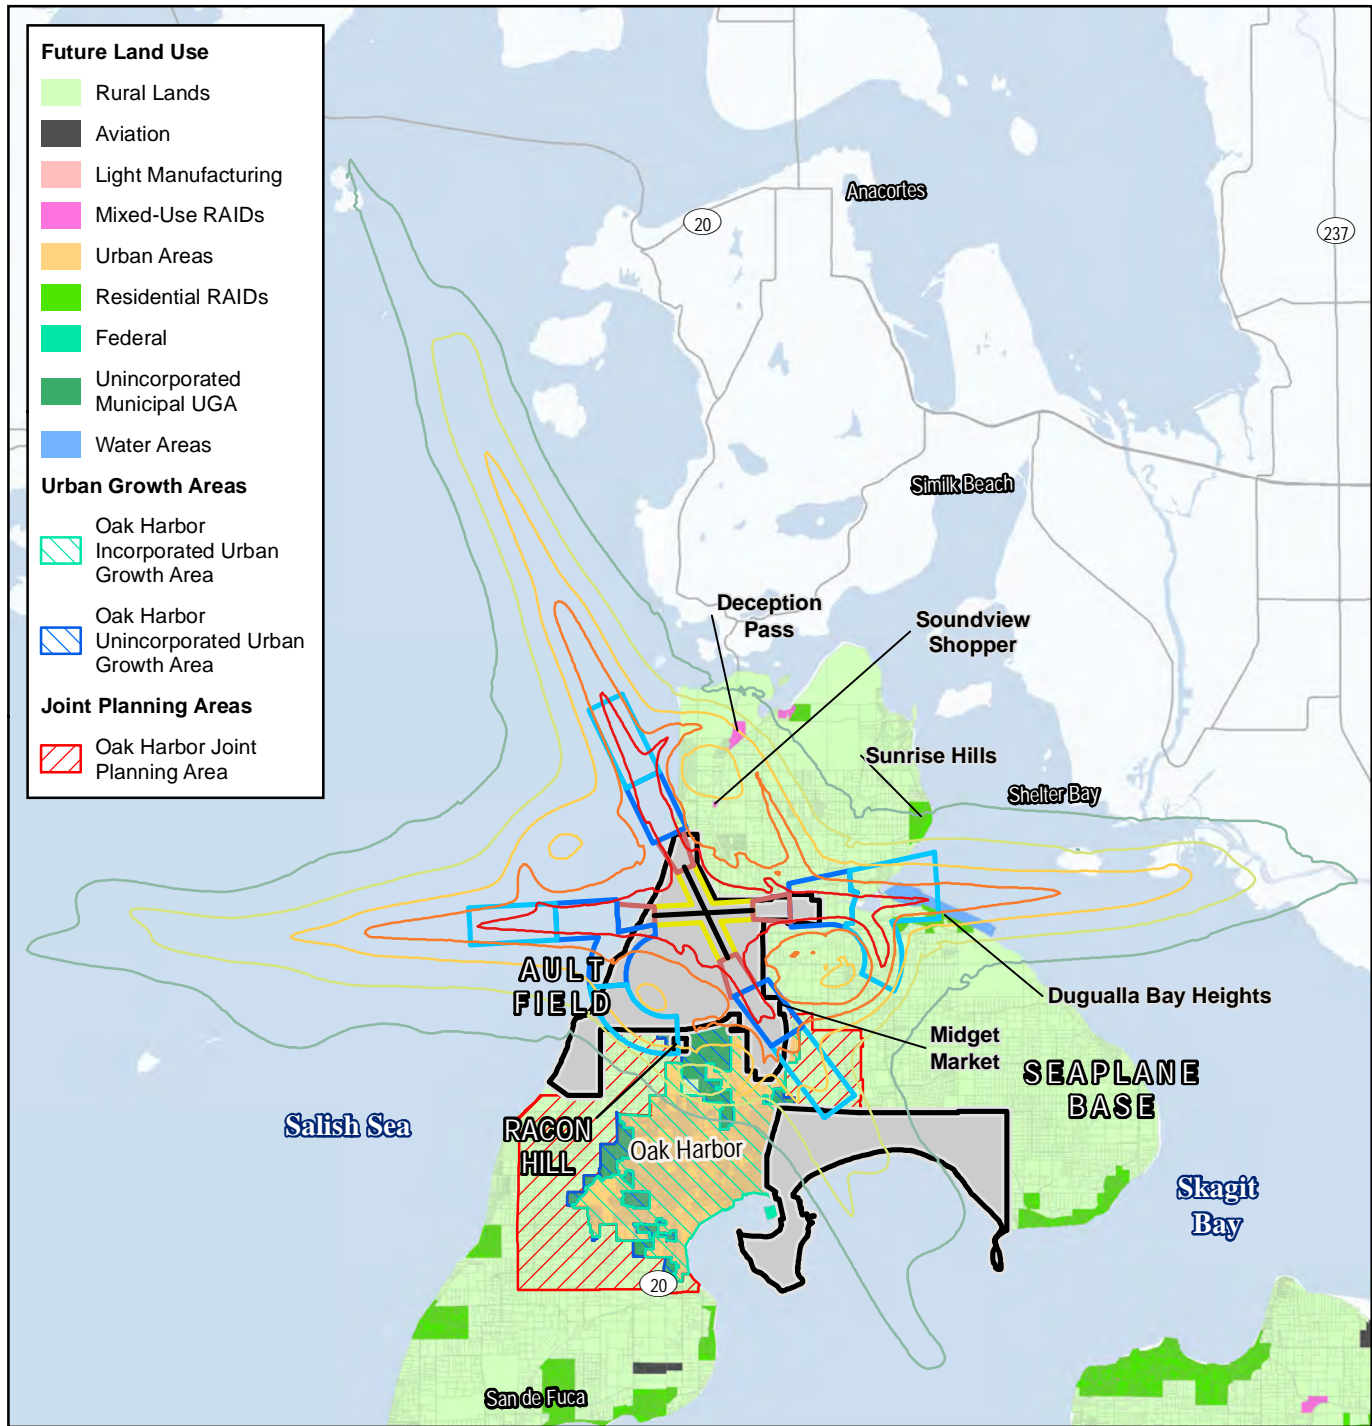 Future Land Use
Rural Lands
Aviation
Light Manufacturing
Mixed-Use RAIDs
Urban Areas
Residential RAIDs
Federal
Unincorporated
Municipal UGA
Water Areas
Urban Growth Areas
Oak Harbor
Incorporated Urban
Growth Area
Oak Harbor
Unincorporated Urban
Growth Area
Joint Planning Areas
Oak Harbor Joint
Planning Area
Anacortes
20
237
Similk Beach
Deception
Pass
Soundview
Shopper
Sunrise Hills
Shelter Bay
AULT
FIELD
Dugualla Bay Heights
Midget
Market
SEAPLANE
BASE
Salish Sea
RACON
HILL
Oak Harbor
Skagit
Bay
20
San de Fuca